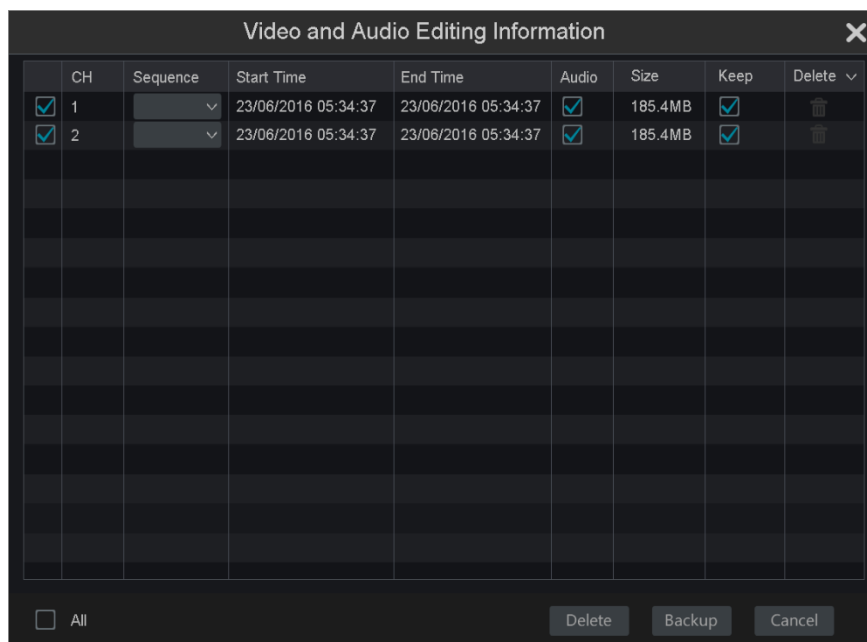 Video and Audio Editing Information
CH Sequence Start Time End Time Audio Size Keep Delete
1 23/06/2016 05:34:37 23/06/2016 05:34:37 185.4MB
2 23/06/2016 05:34:37 23/06/2016 05:34:37 185.4MB
All Delete Backup Cancel